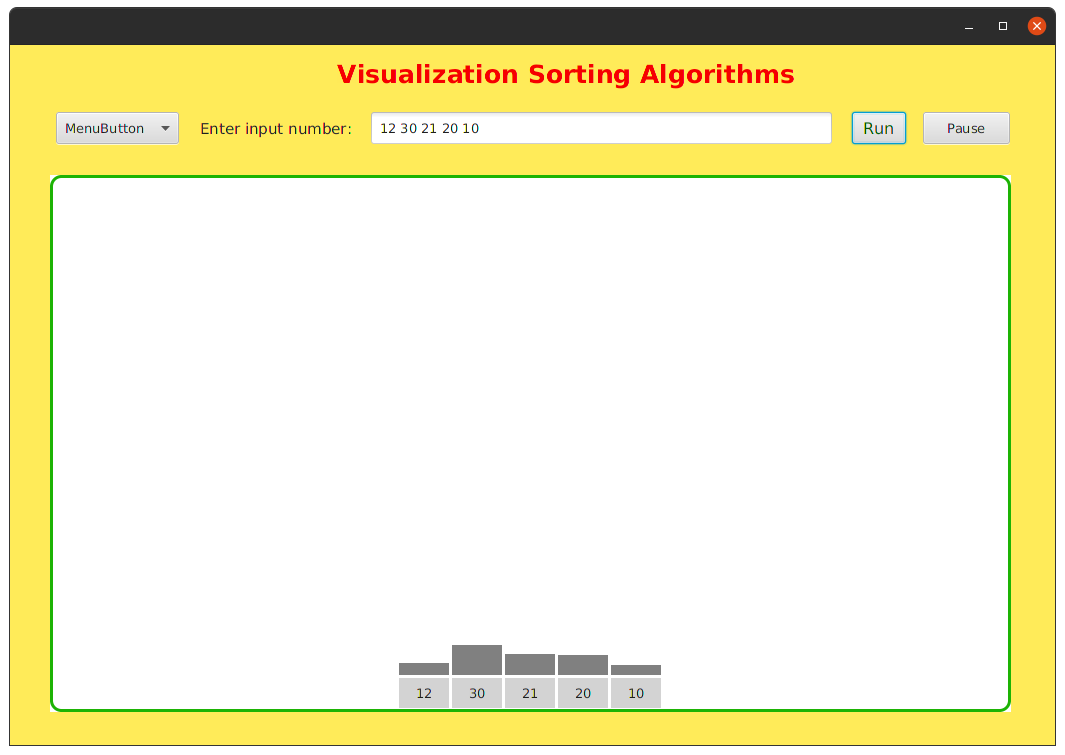 Visualization Sorting Algorithms
MenuButton Enter input number: 12 30 21 20 10 Run Pause
12 30 21 20 10